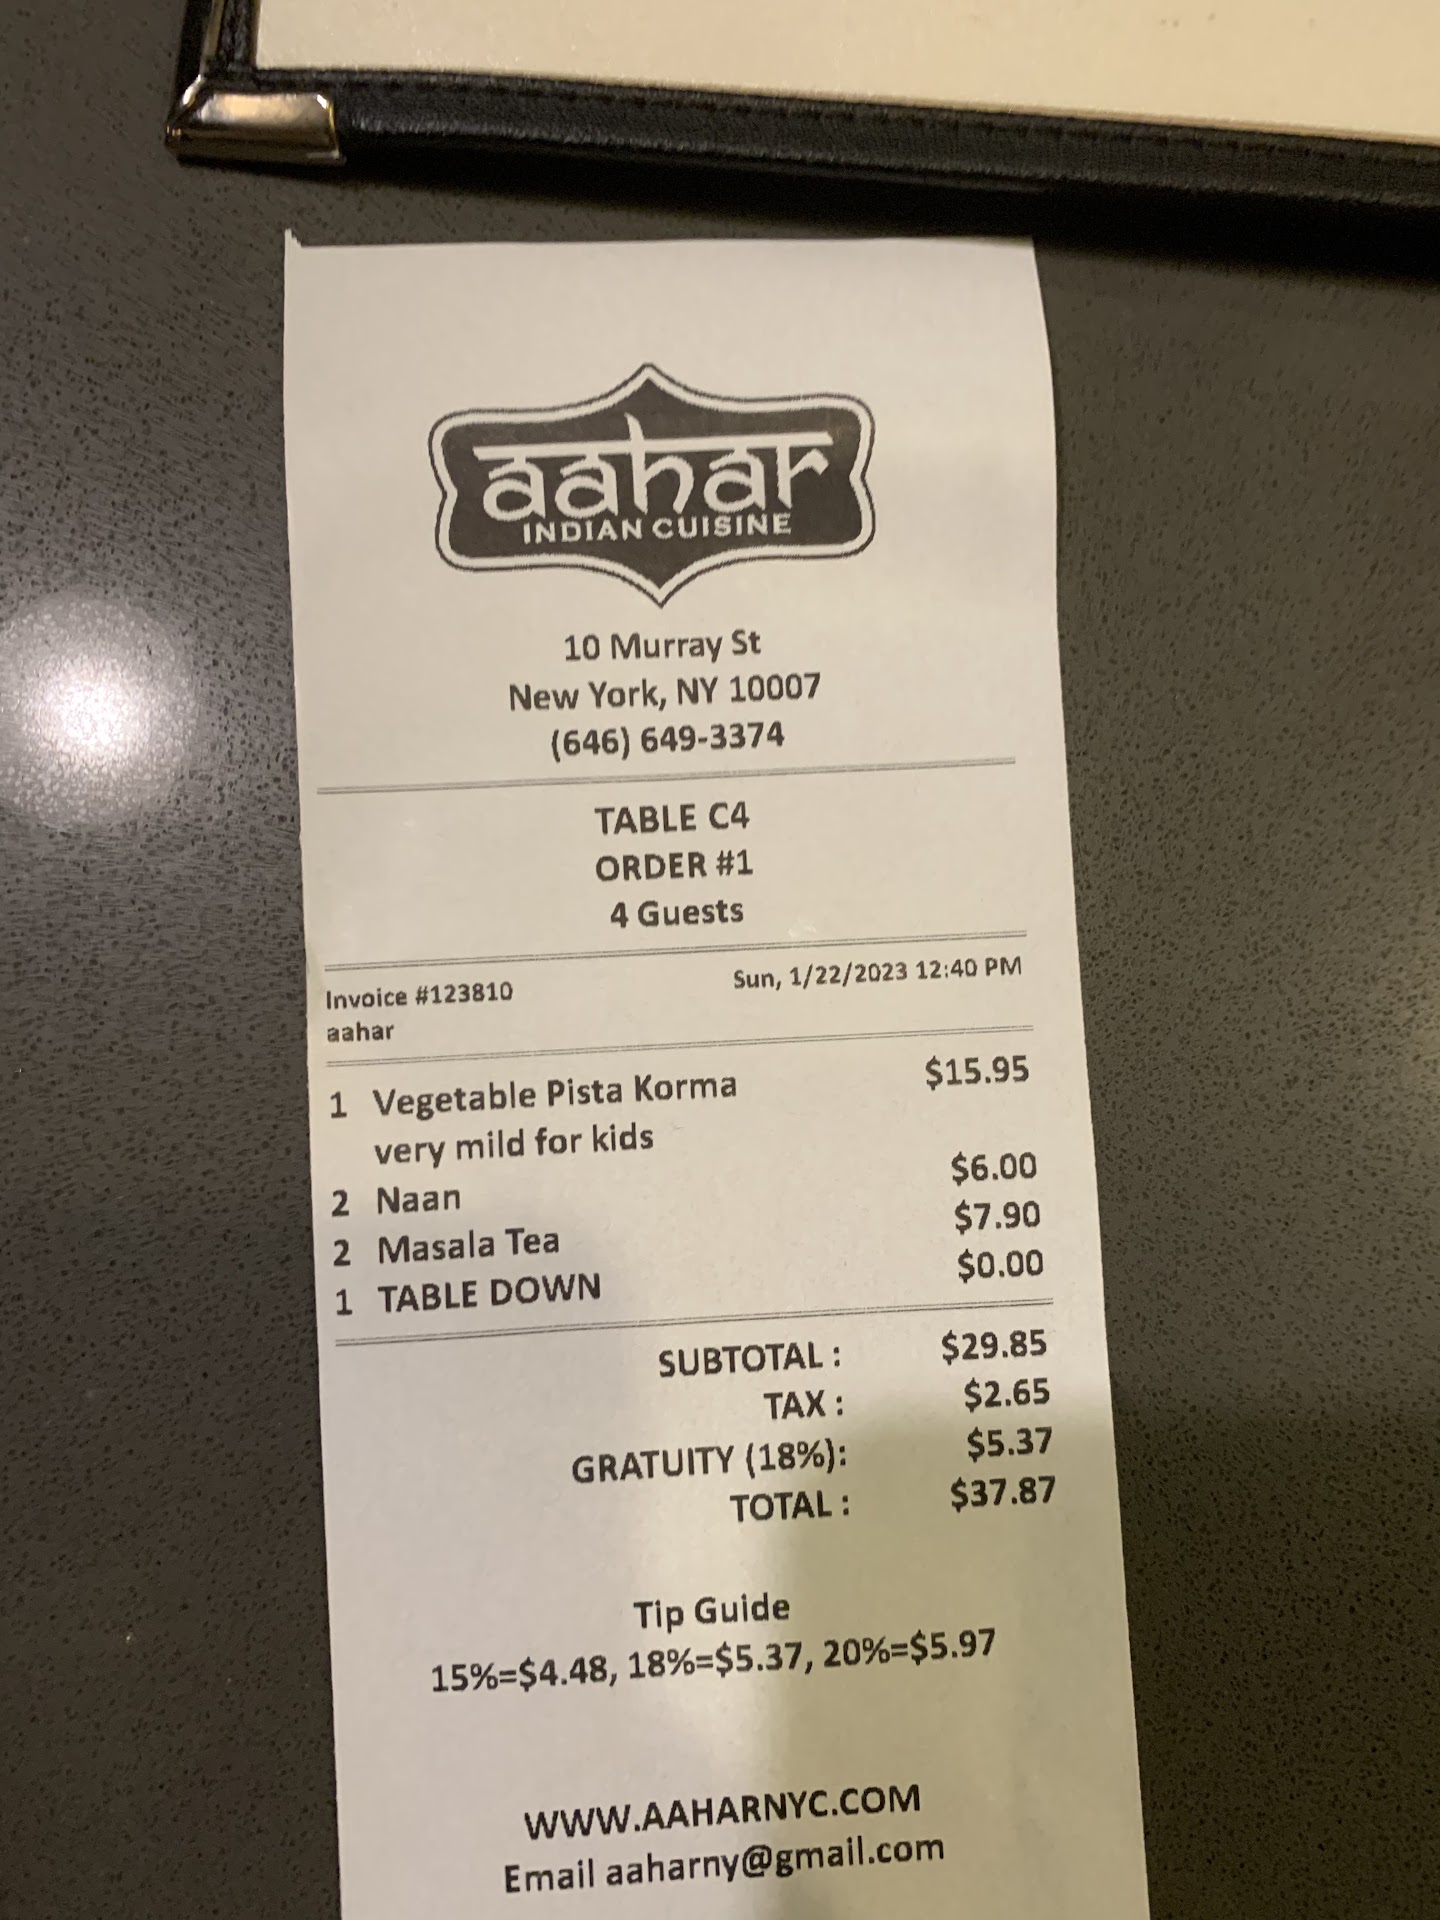 aahar
INDIAN CUISINE
10 Murray St
New York, NY 10007
(646) 649-3374
TABLE C4
ORDER #1
4 Guests
Invoice #123810 Sun, 1/22/2023 12:40 PM
aahar
1 Vegetable Pista Korma $15.95
very mild for kids
2 Naan $6.00
2 Masala Tea $7.90
1 TABLE DOWN $0.00
SUBTOTAL : $29.85
TAX : $2.65
GRATUITY (18%): $5.37
TOTAL : $37.87
Tip Guide
15%=$4.48, 18%=$5.37, 20%=$5.97
WWW.AAHARNYC.COM
Email aaharny@gmail.com